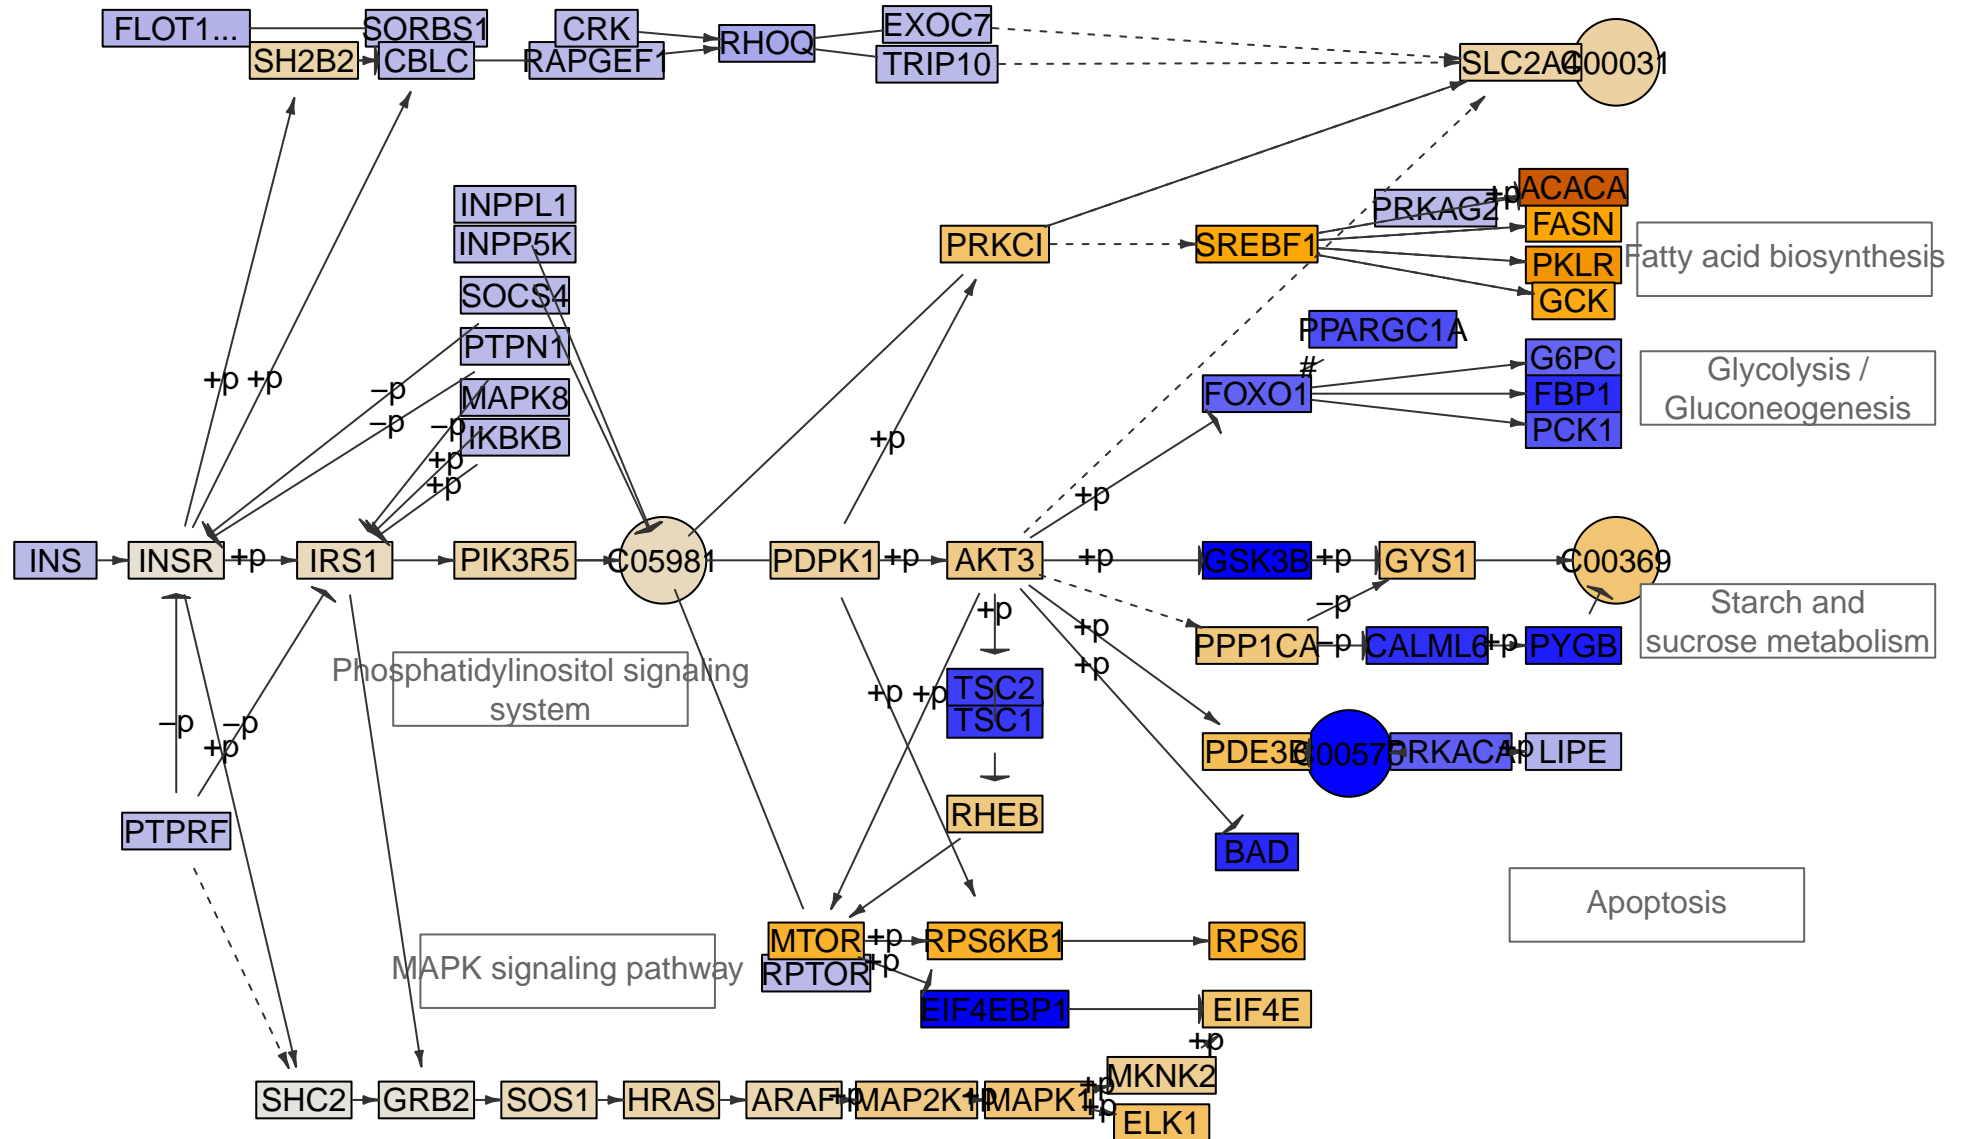 FLOT1...
SORBS1
CRK
EXOC7
SH2B2
CBLC
RAPGEF1
RHOQ
TRIP10
SLC2A4
C00031
INPPL1
INPP5K
SOCS4
PTPN1
MAPK8
IKBKB
+p
+p
–p
–p
–p
+p
+p
PRKCI
SREBF1
PRKAG2
+p
ACACA
FASN
PKLR
GCK
Fatty acid biosynthesis
PPARGC1A
#
FOXO1
G6PC
FBP1
PCK1
Glycolysis /
Gluconeogenesis
+p
+p
INS
INSR
+p
IRS1
PIK3R5
C05981
PDPK1
+p
AKT3
+p
GSK3B
+p
GYS1
C00369
+p
+p
+p
–p
PPP1CA
–p
CALML6
+p
PYGB
Starch and
sucrose metabolism
Phosphatidylinositol signaling
system
+p
+p
TSC2
TSC1
–p
–p
+p
PDE3B
C00575
PRKACA
+p
LIPE
PTPRF
RHEB
BAD
Apoptosis
MTOR
+p
RPS6KB1
RPS6
RPTOR
+p
EIF4EBP1
EIF4E
MAPK signaling pathway
+p
SHC2
GRB2
SOS1
HRAS
ARAF
+p
MAP2K1
+p
MAPK1
+p
+p
MKNK2
ELK1